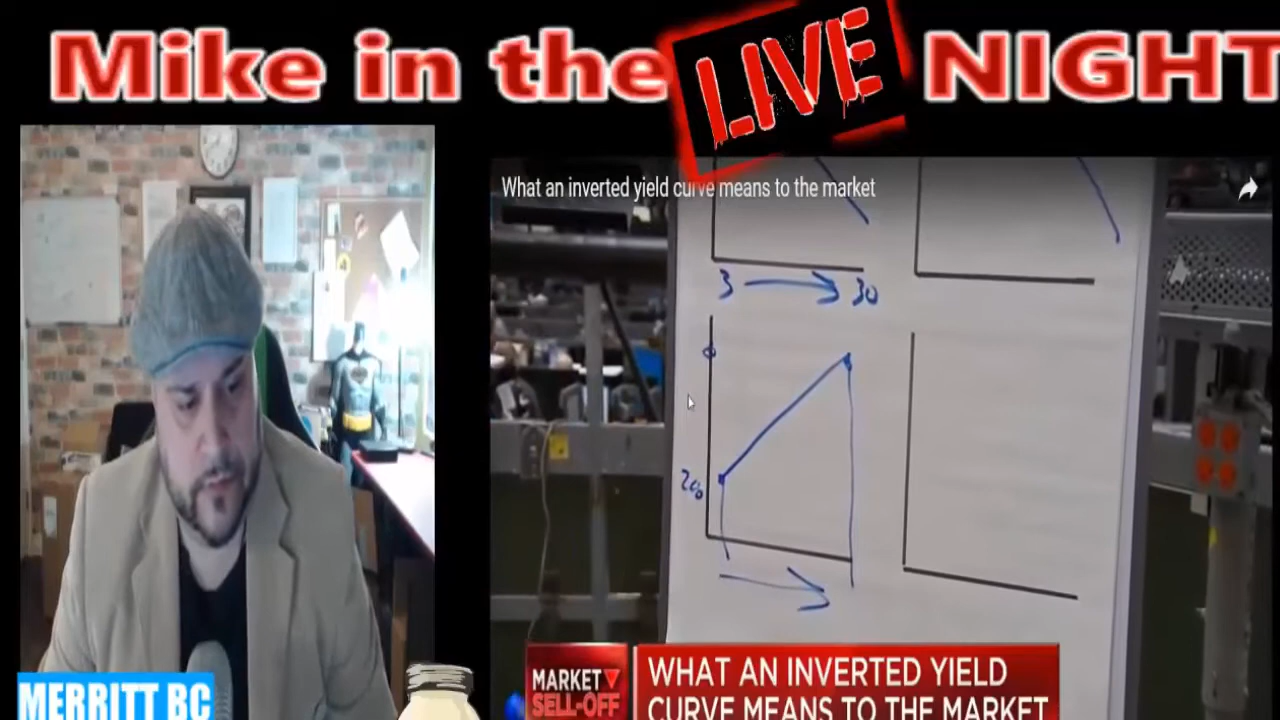 Mike in the LIVE NIGHT
What an inverted yield curve means to the market
3 30
MERRITT BC
MARKET
SELL-OFF
WHAT AN INVERTED YIELD
CURVE MEANS TO THE MARKET